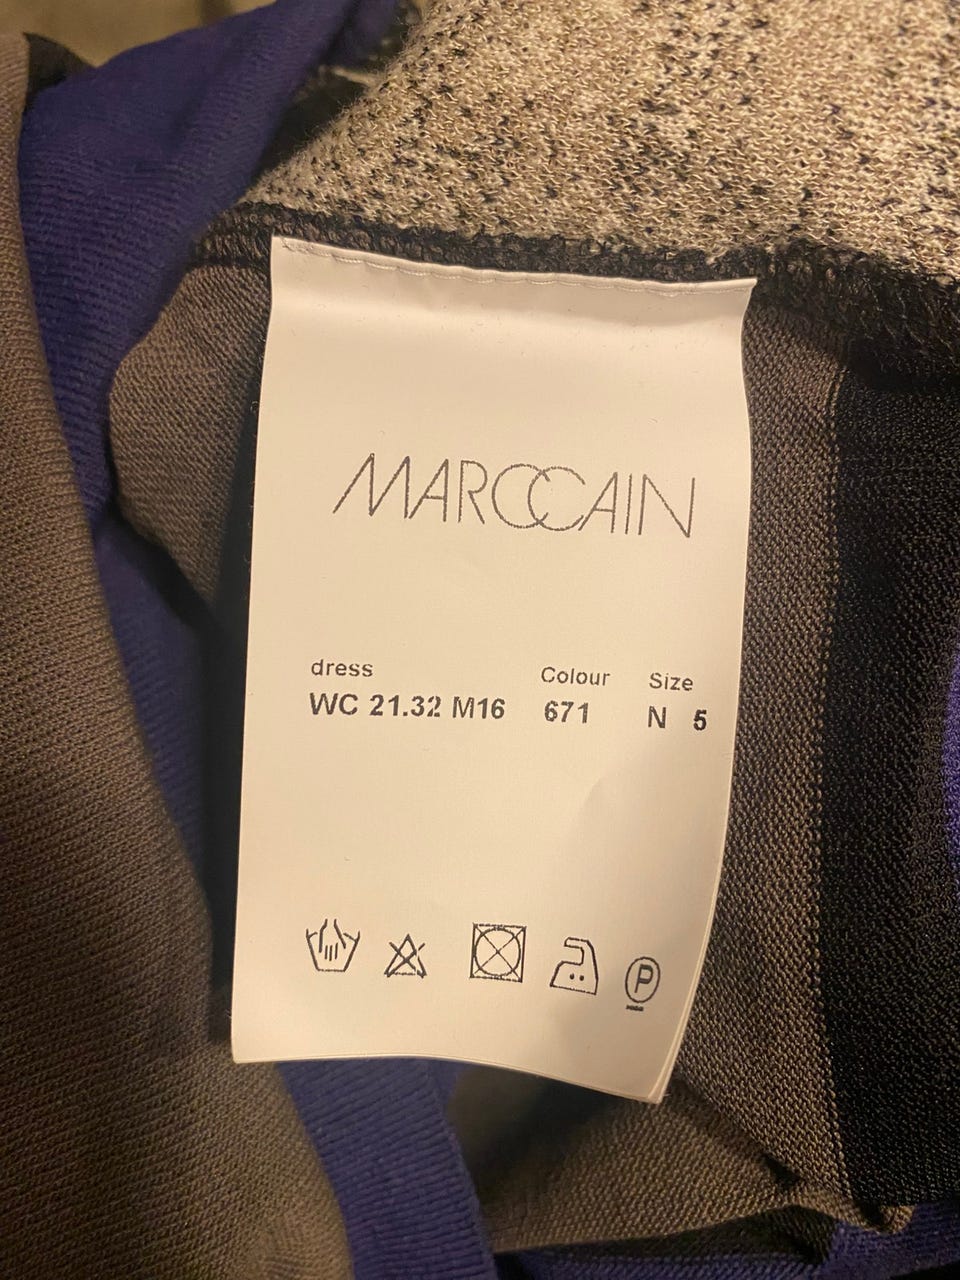 MARCCAIN
dress Colour Size
WC 21.32 M16 671 N 5
P